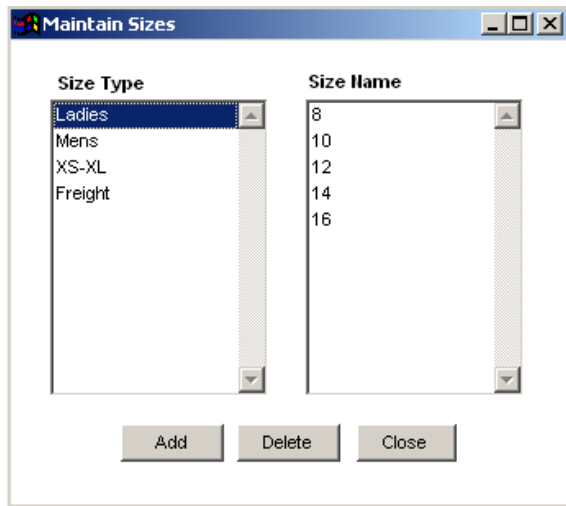 Maintain Sizes
Size Type
Ladies
Mens
XS-XL
Freight
Size Name
8
10
12
14
16
Add Delete Close